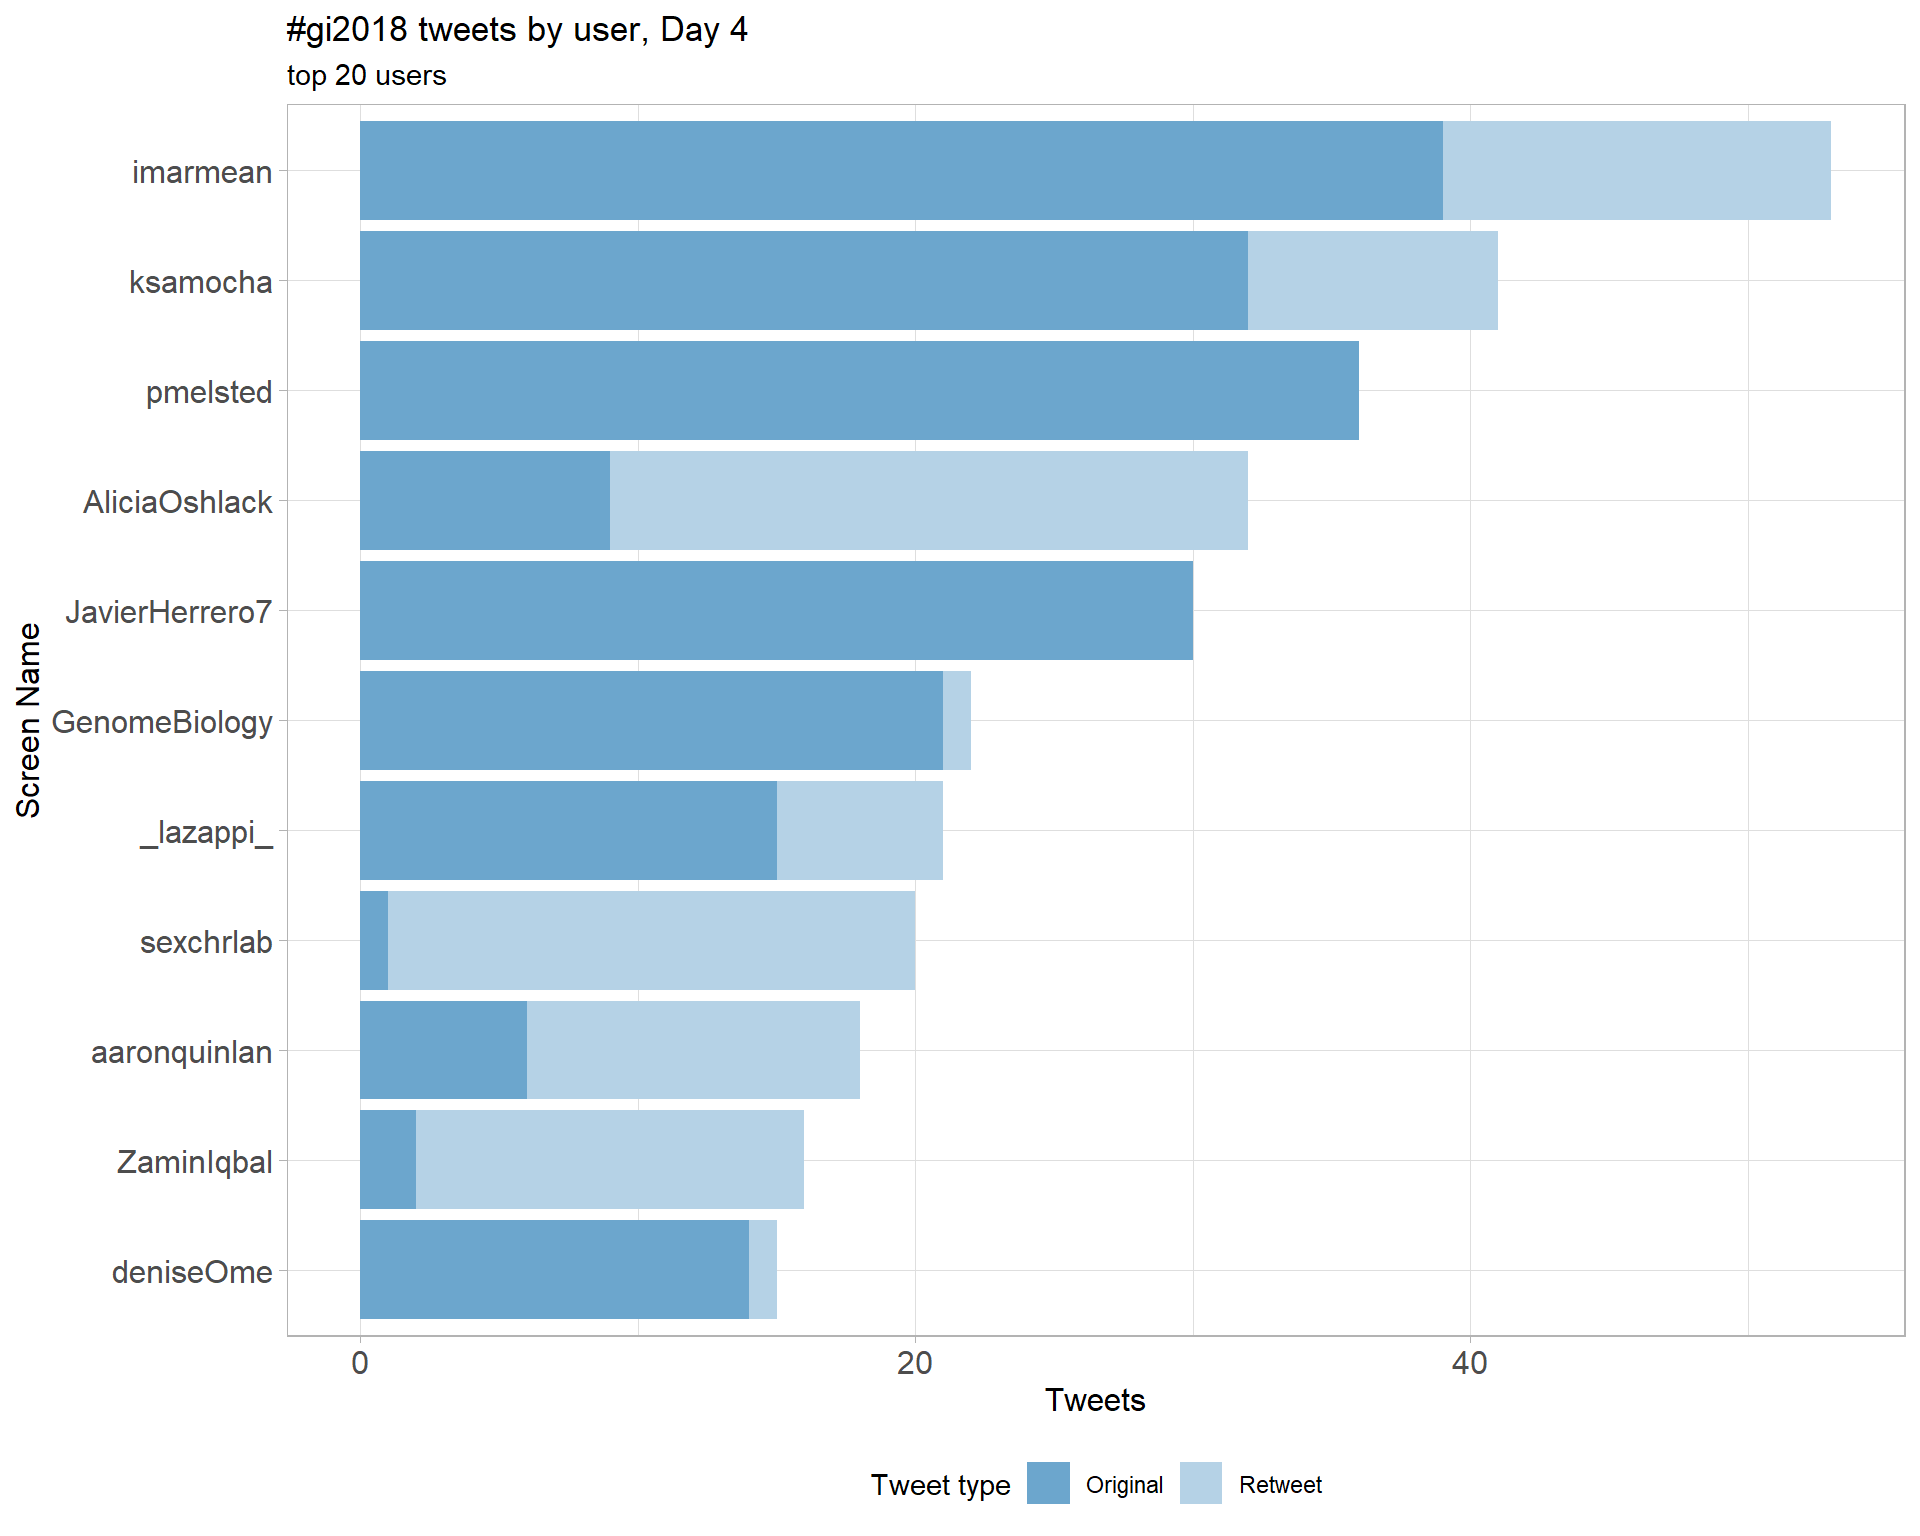 #gi2018 tweets by user, Day 4
top 20 users
Screen Name
imarmean
ksamocha
pmelsted
AliciaOshlack
JavierHerrero7
GenomeBiology
_lazappi_
sexchrlab
aaronquinlan
ZaminIqbal
deniseOme
0 20 40
Tweets
Tweet type Original Retweet